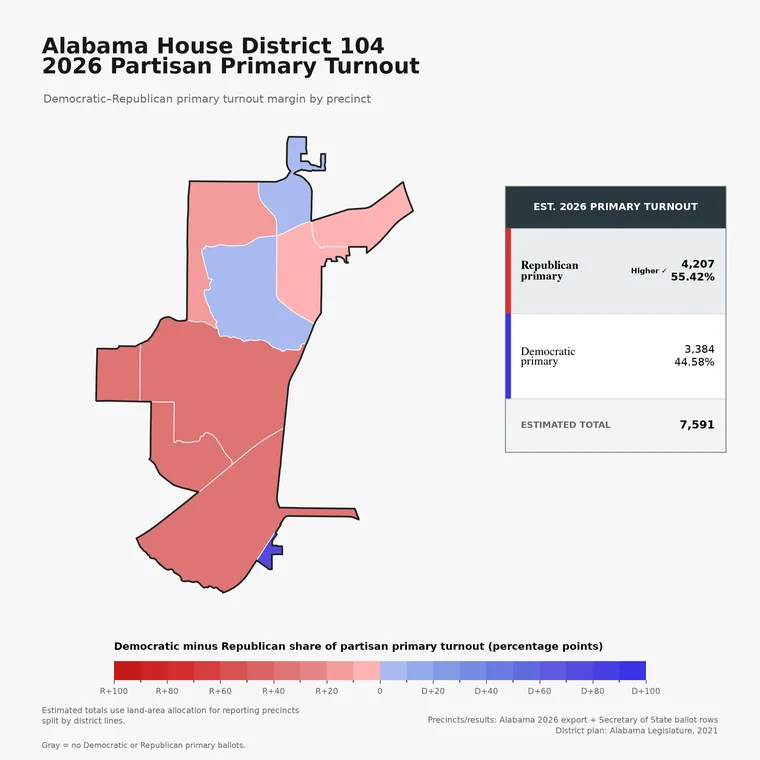 Alabama House District 104
2026 Partisan Primary Turnout
Democratic–Republican primary turnout margin by precinct
EST. 2026 PRIMARY TURNOUT
Republican
primary
Higher ✓
4,207
55.42%
Democratic
primary
3,384
44.58%
ESTIMATED TOTAL
7,591
Democratic minus Republican share of partisan primary turnout (percentage points)
R+100 R+80 R+60 R+40 R+20 0 D+20 D+40 D+60 D+80 D+100
Estimated totals use land-area allocation for reporting precincts
split by district lines.
Gray = no Democratic or Republican primary ballots.
Precincts/results: Alabama 2026 export + Secretary of State ballot rows
District plan: Alabama Legislature, 2021